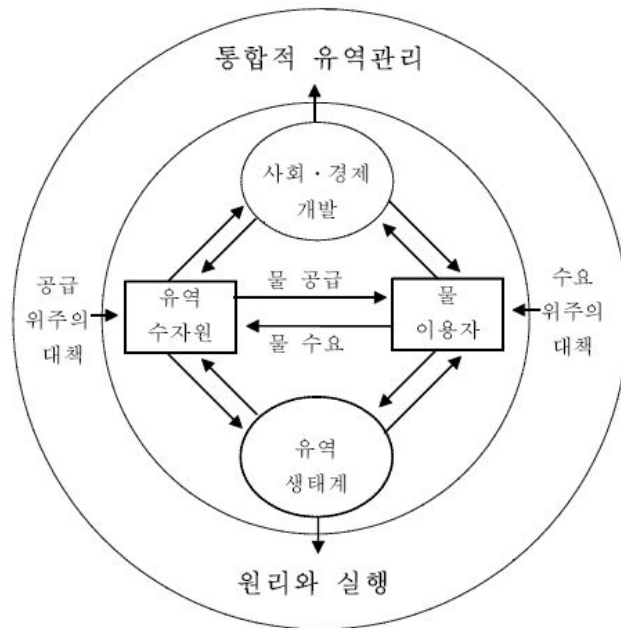 통합적 유역관리
사회·경제
개발
공급
위주의
대책
유역
수자원
물 공급
물 수요
물
이용자
수요
위주의
대책
유역
생태계
원리와 실행